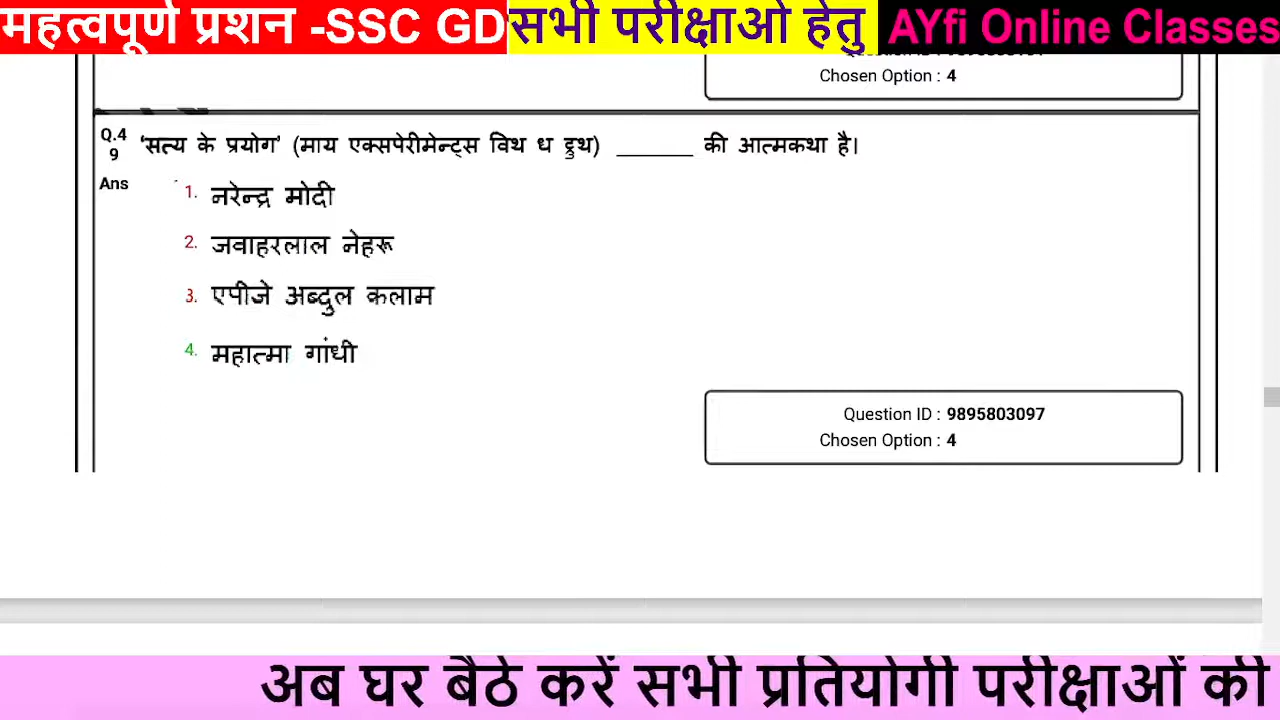 महत्वपूर्ण प्रशन -SSC GD सभी परीक्षाओ हेतु AYfi Online Classes
Chosen Option : 4
Q.4 'सत्य के प्रयोग' (माय एक्सपेरीमेन्ट्स विथ ध ट्रुथ) ________ की आत्मकथा है।
9
Ans 1. नरेन्द्र मोदी
2. जवाहरलाल नेहरू
3. एपीजे अब्दुल कलाम
4. महात्मा गांधी
Question ID : 9895803097
Chosen Option : 4
अब घर बैठे करें सभी प्रतियोगी परीक्षाओं की